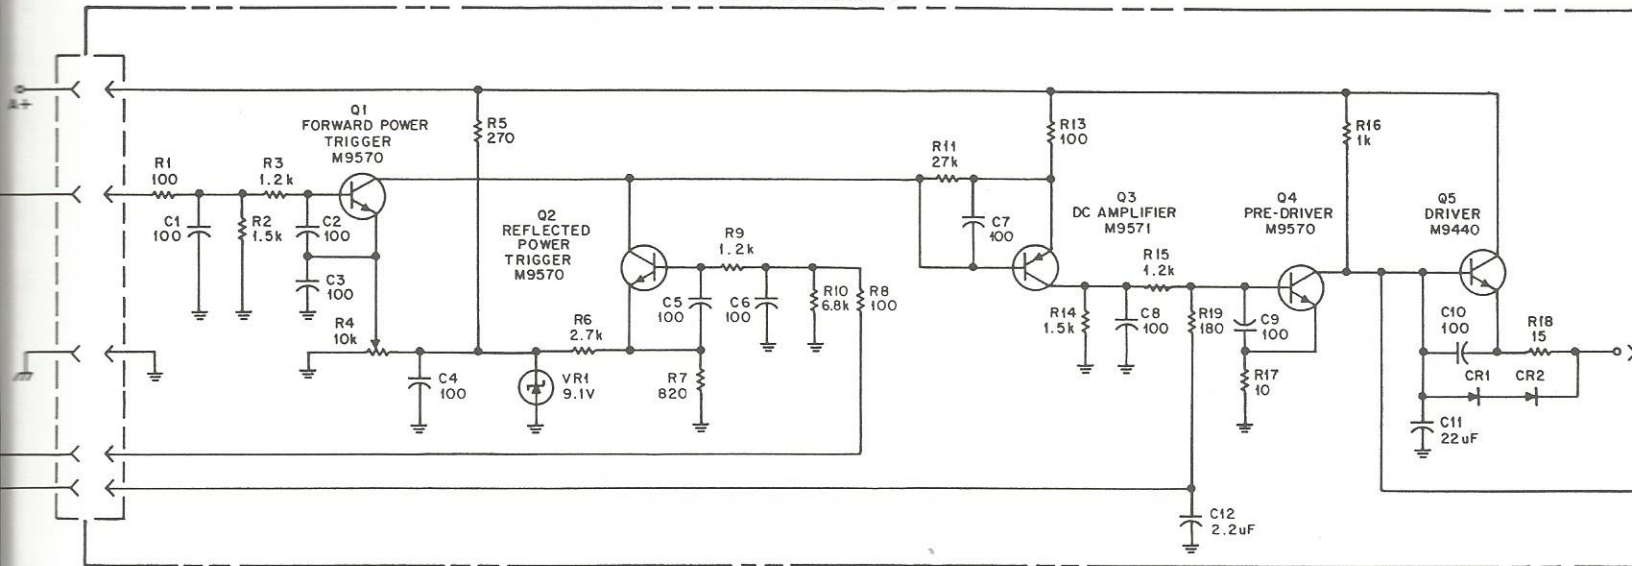 A+
Q1
FORWARD POWER
TRIGGER
M9570
R1
100
R3
1.2k
C1
100
R2
1.5k
C2
100
C3
100
R4
10k
R5
270
C4
100
VR1
9.1V
Q2
REFLECTED
POWER
TRIGGER
M9570
R6
2.7k
R7
820
R9
1.2k
C5
100
C6
100
R10
6.8k
R8
100
R11
27k
C7
100
R13
100
Q3
DC AMPLIFIER
M9571
R14
1.5k
C8
100
R15
1.2k
R19
180
C9
100
R17
10
C12
2.2uF
Q4
PRE-DRIVER
M9570
R16
1k
Q5
DRIVER
M9440
C10
100
R18
15
CR1
CR2
C11
22uF